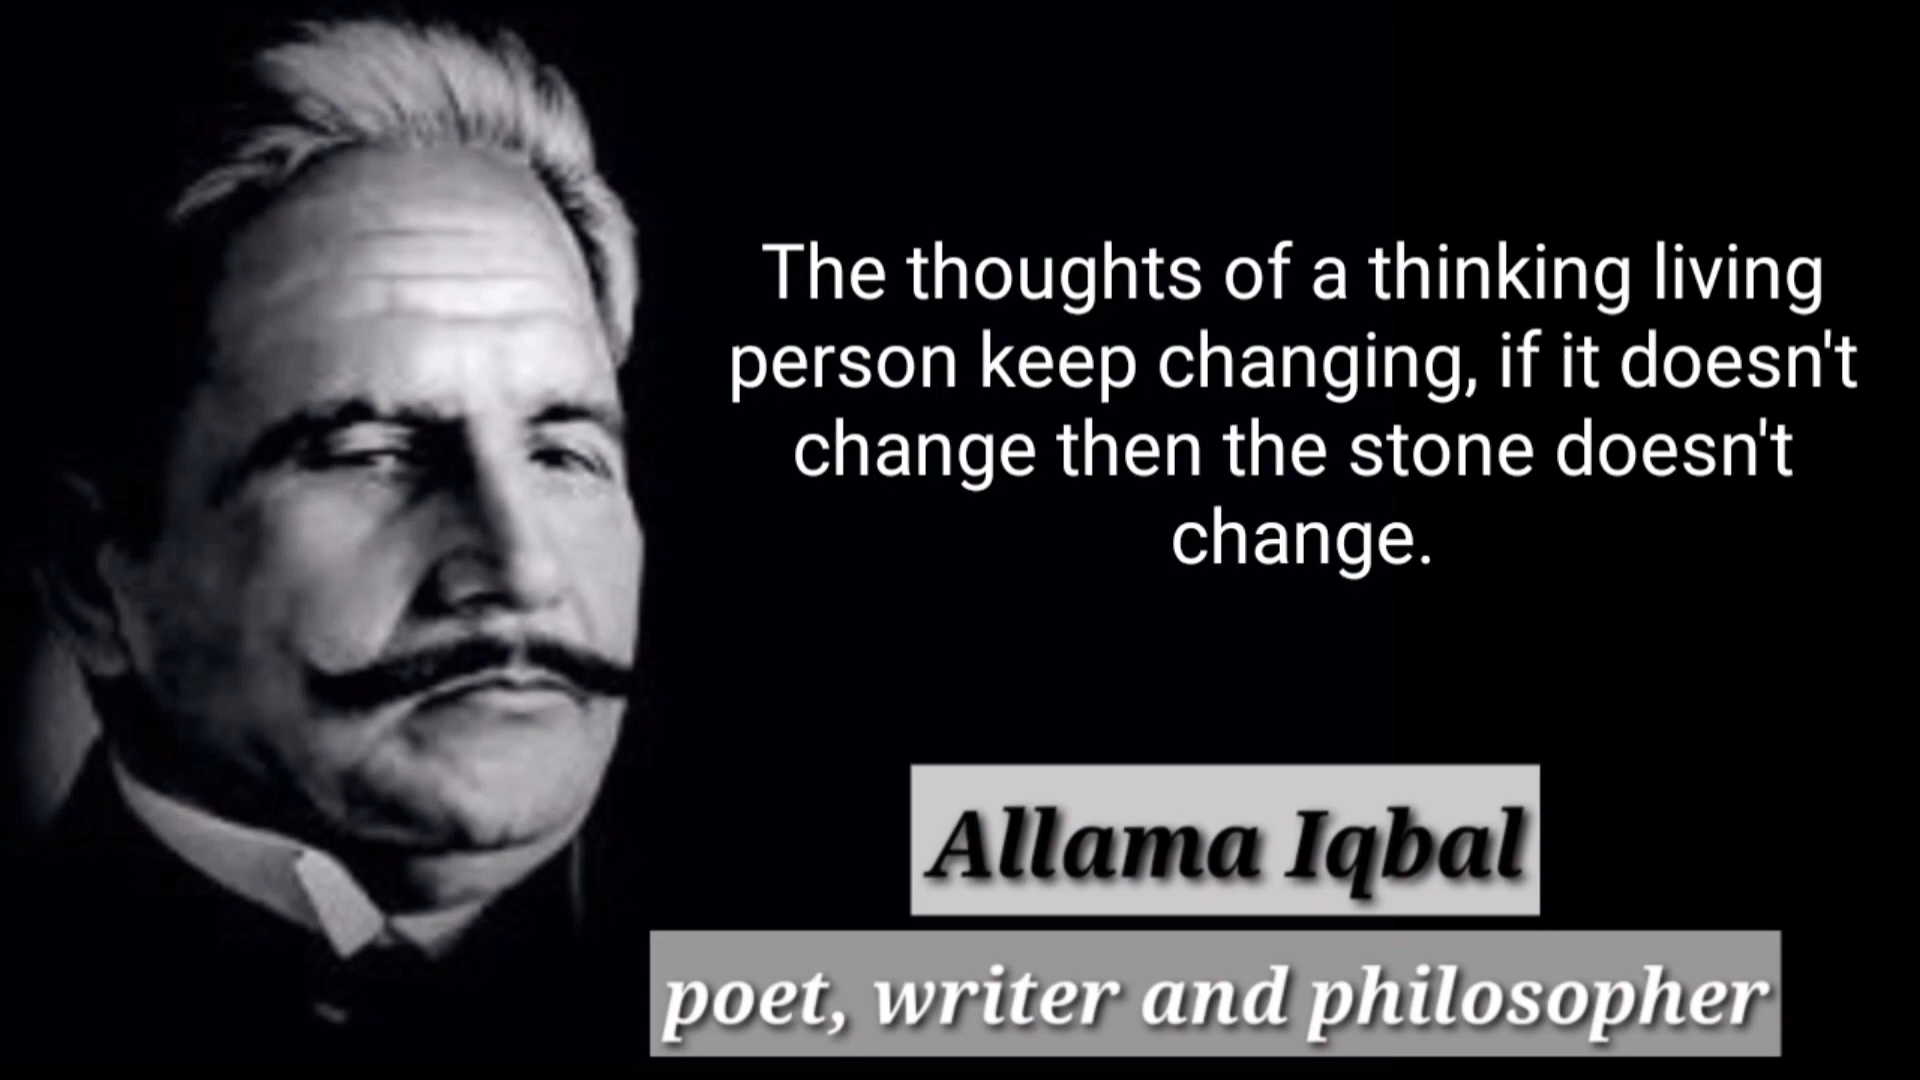 The thoughts of a thinking living
person keep changing, if it doesn't
change then the stone doesn't
change.
Allama Iqbal
poet, writer and philosopher